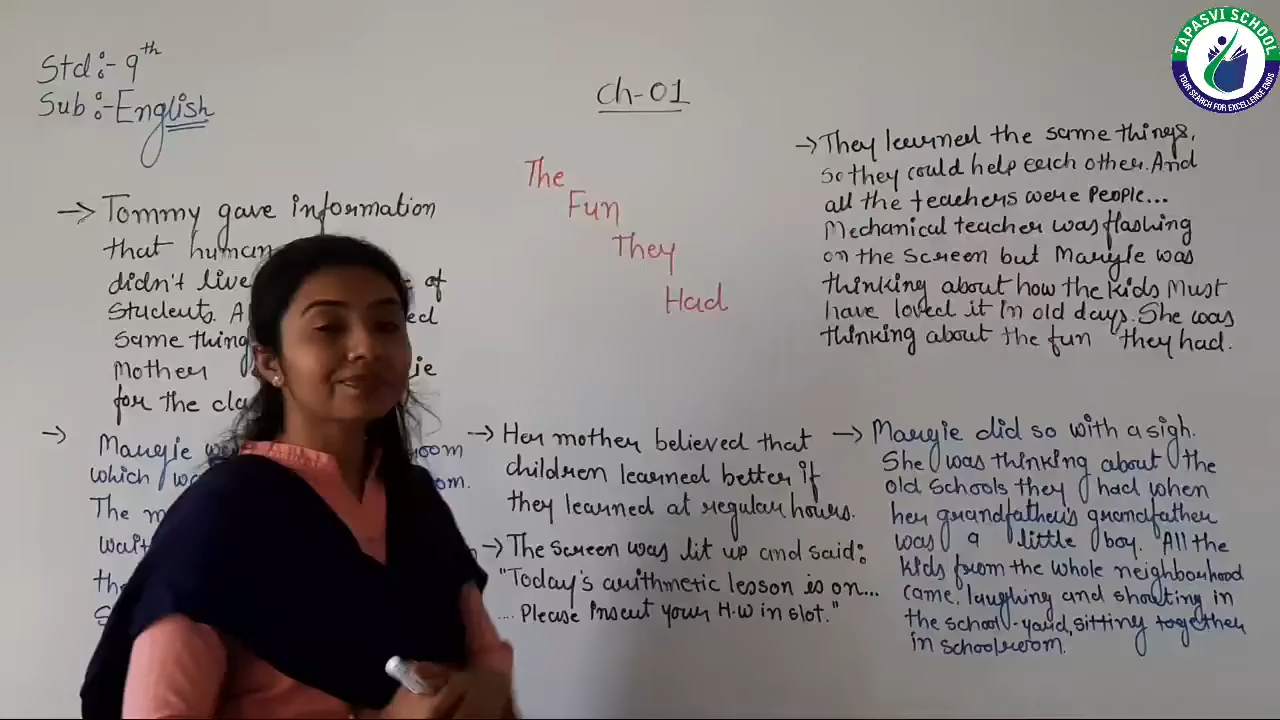 Std:- 9th
Sub:- English
Ch-01
The
Fun
They
Had
→ Tommy gave information
that human
didn't live of
students. A ed
same thing
Mother ie
for the cla
→ Margie we room
which wa om.
The m
wait
the
s
→ Her mother believed that
children learned better if
they learned at regular hours.
→ The screen was lit up and said:
"Today's arithmetic lesson is on...
.... Please insert your H.W in slot."
→ They learned the same things,
so they could help each other. And
all the teachers were People...
Mechanical teacher was flashing
on the screen but Margie was
thinking about how the kids Must
have loved it in old days. She was
thinking about the fun they had.
→ Margie did so with a sigh.
She was thinking about the
old schools they had when
her grandfather's grandfather
was a little boy. All the
kids from the whole neighbourhood
came, laughing and shouting in
the school-yard, sitting together
in schoolroom.
TAPASVI SCHOOL
YOUR SEARCH FOR EXCELLENCE ENDS